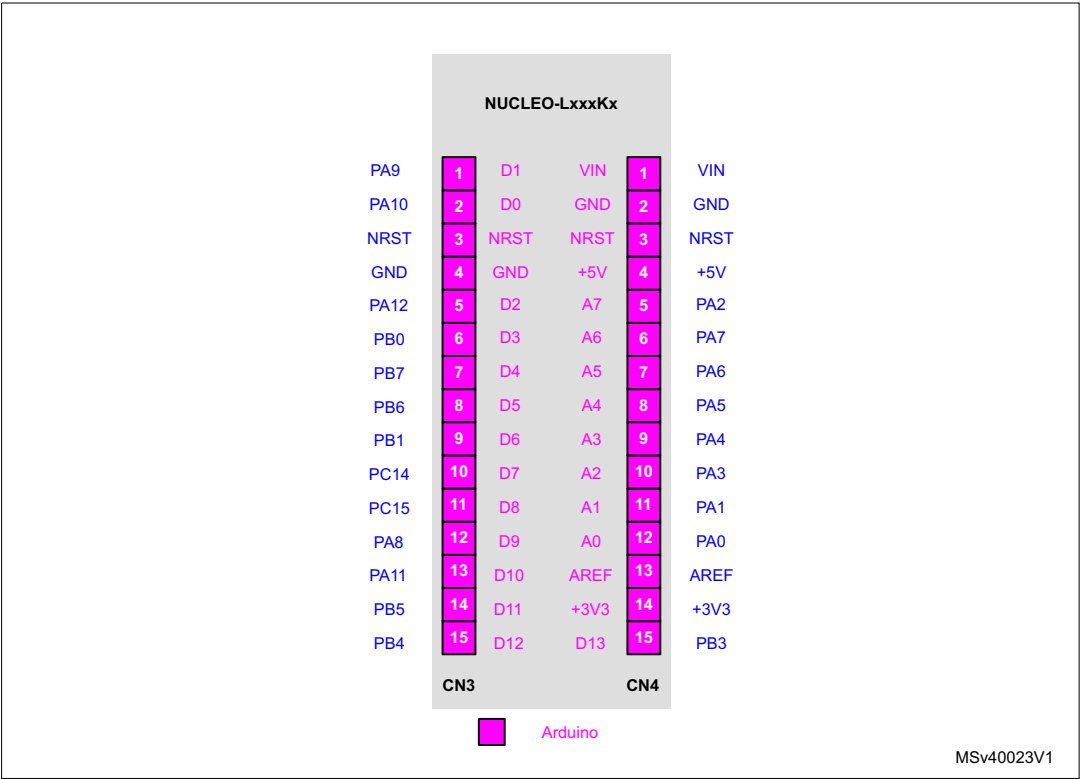 NUCLEO-LxxxKx
PA9 1 D1 VIN 1 VIN
PA10 2 D0 GND 2 GND
NRST 3 NRST NRST 3 NRST
GND 4 GND +5V 4 +5V
PA12 5 D2 A7 5 PA2
PB0 6 D3 A6 6 PA7
PB7 7 D4 A5 7 PA6
PB6 8 D5 A4 8 PA5
PB1 9 D6 A3 9 PA4
PC14 10 D7 A2 10 PA3
PC15 11 D8 A1 11 PA1
PA8 12 D9 A0 12 PA0
PA11 13 D10 AREF 13 AREF
PB5 14 D11 +3V3 14 +3V3
PB4 15 D12 D13 15 PB3
CN3 CN4
Arduino
MSv40023V1